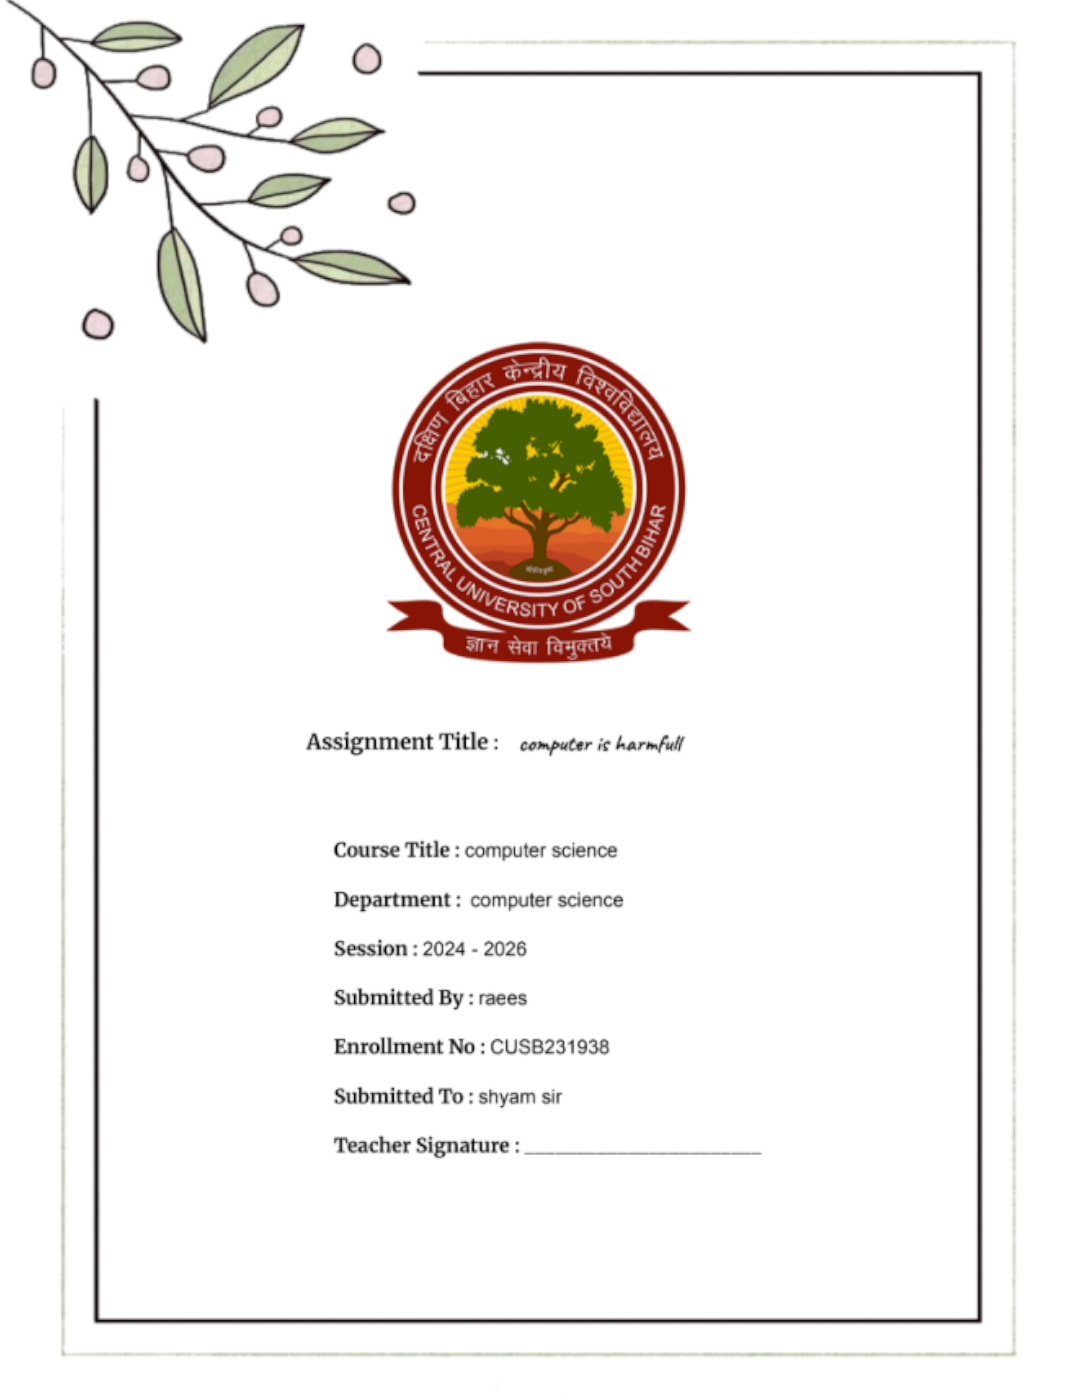 दक्षिण बिहार केन्द्रीय विश्वविद्यालय
CENTRAL UNIVERSITY OF SOUTH BIHAR
ज्ञान सेवा विमुक्तये
Assignment Title : computer is harmfull
Course Title : computer science
Department : computer science
Session : 2024 - 2026
Submitted By : raees
Enrollment No : CUSB231938
Submitted To : shyam sir
Teacher Signature : ______________________